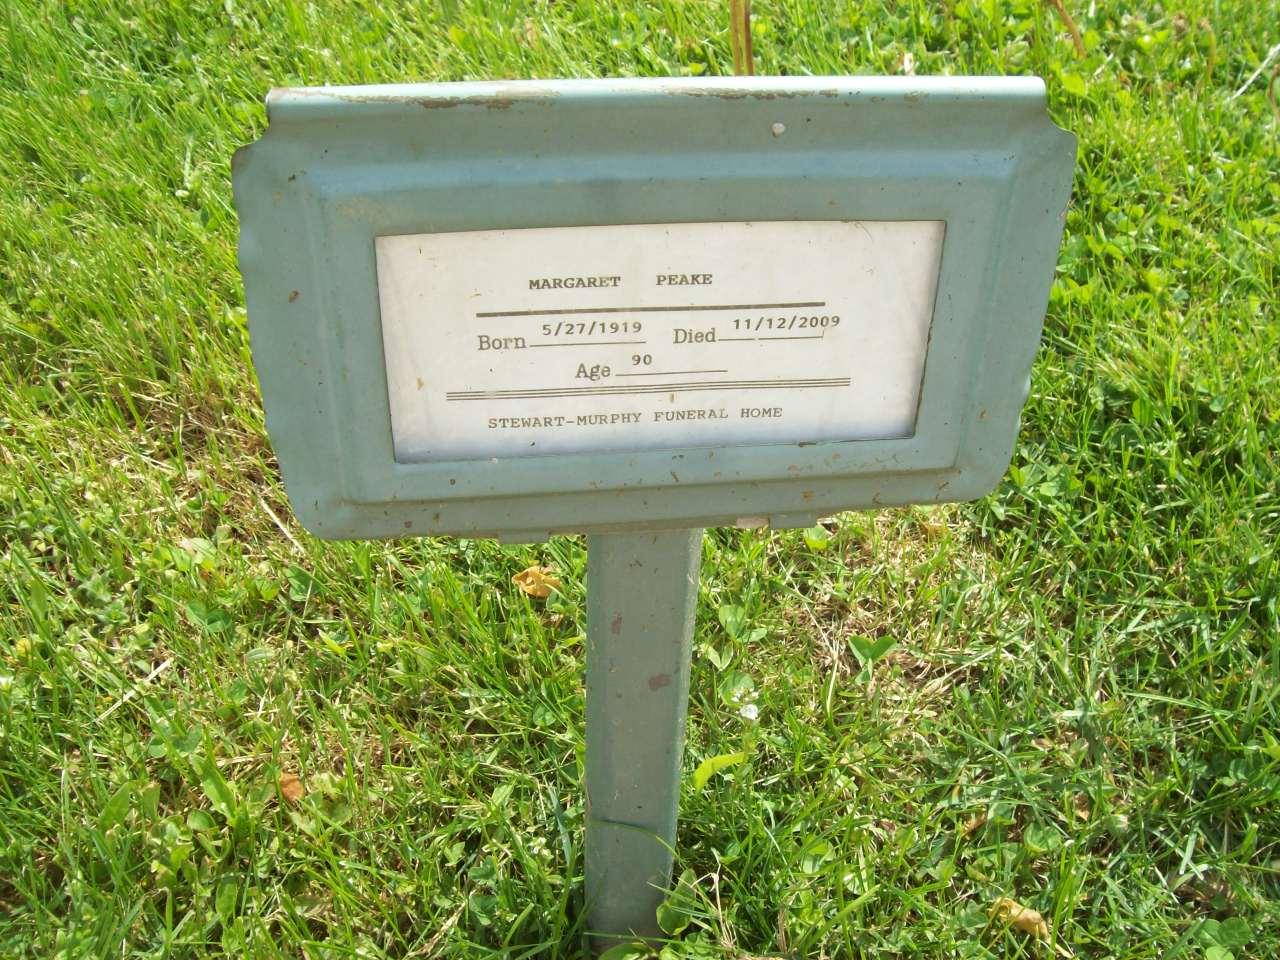 MARGARET PEAKE
Born 5/27/1919 Died 11/12/2009
Age 90
STEWART-MURPHY FUNERAL HOME